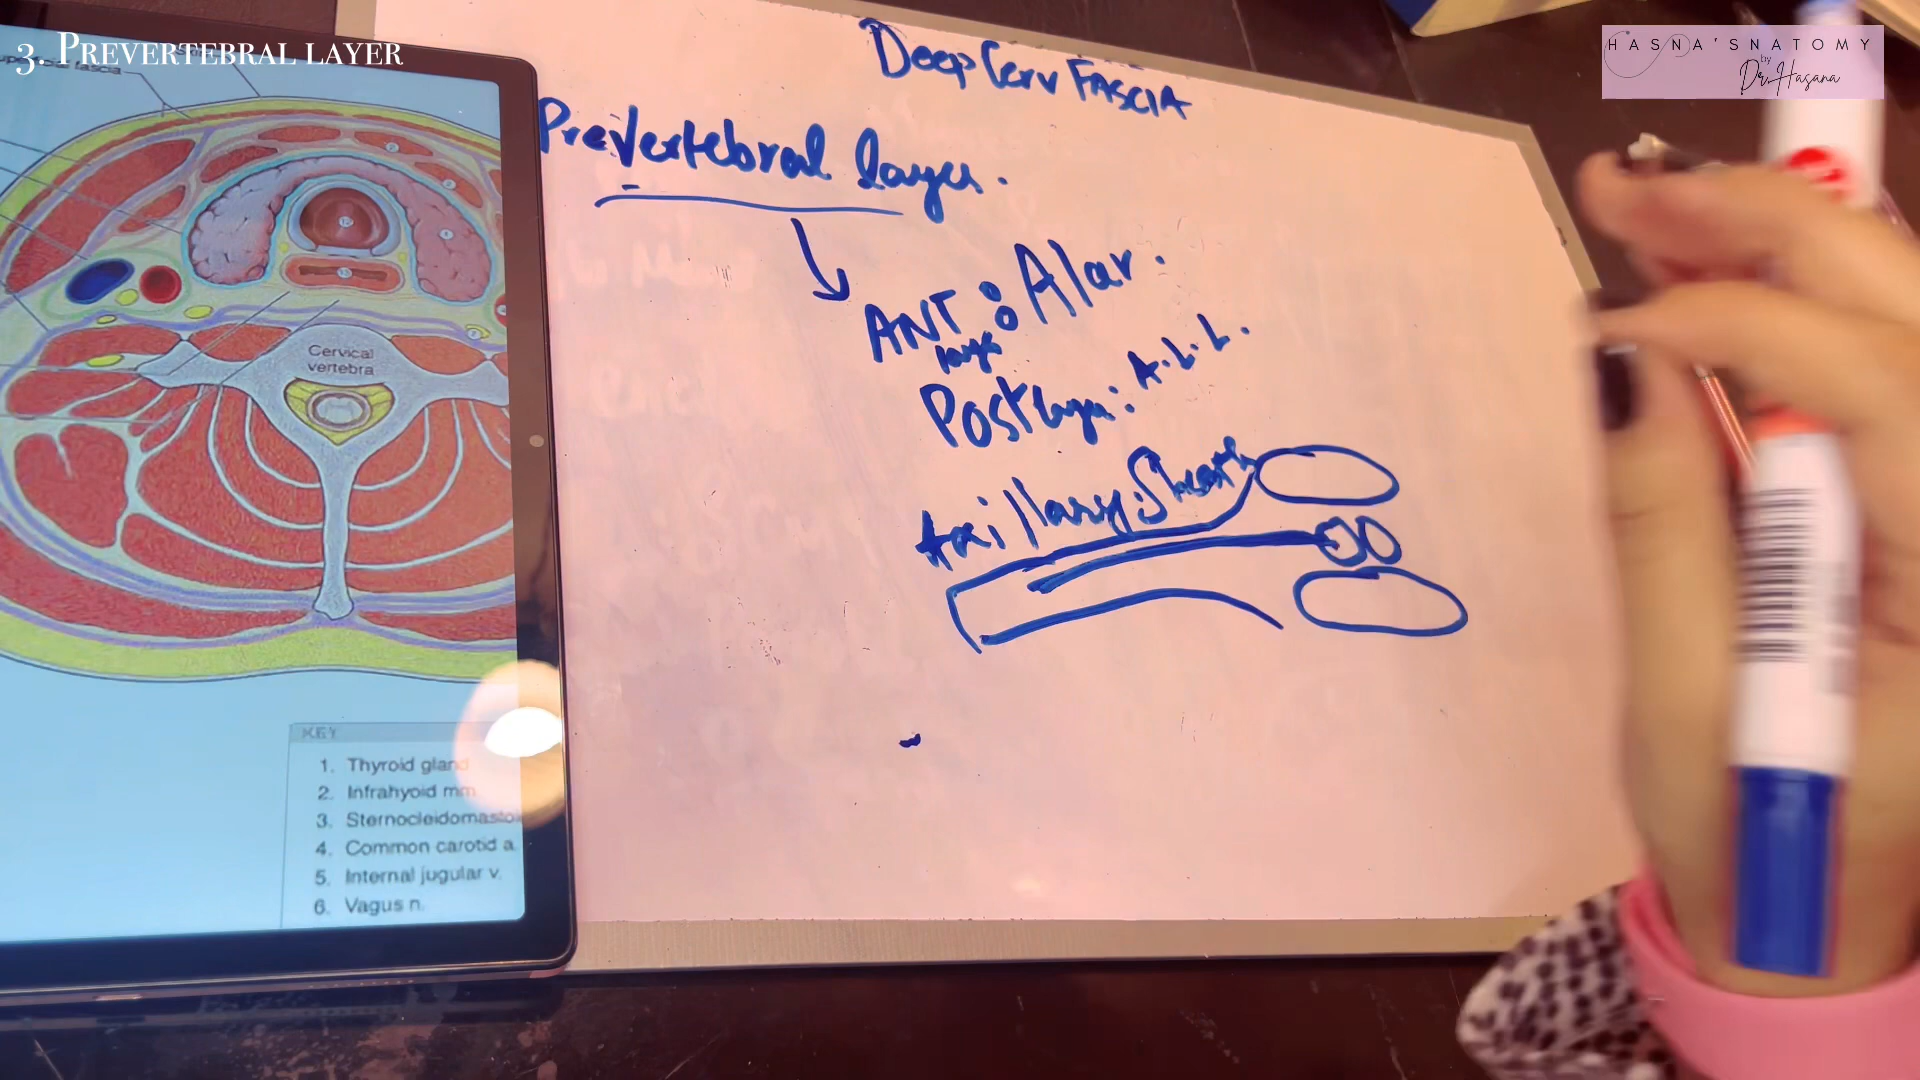 3. PREVERTEBRAL LAYER
HASNA'SNATOMY
by
Dr.Hasana
Deep Cerv FASCIA
Prevertebral layer.
ANT layer : Alar.
Post layer : A.L.L.
Axillary Sheath
fascia
Cervical
vertebra
KEY
1. Thyroid gland
2. Infrahyoid mm
3. Sternocleidomastoi
4. Common carotid a.
5. Internal jugular v.
6. Vagus n.